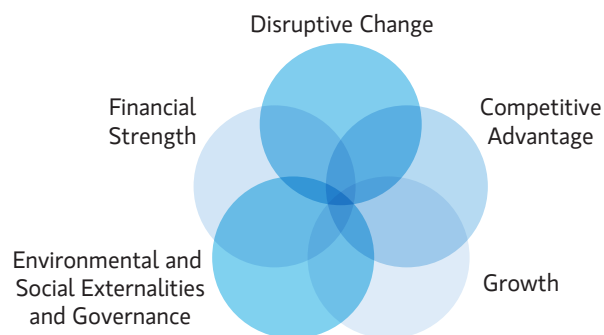 Disruptive Change
Financial
Strength
Competitive
Advantage
Environmental and
Social Externalities
and Governance
Growth